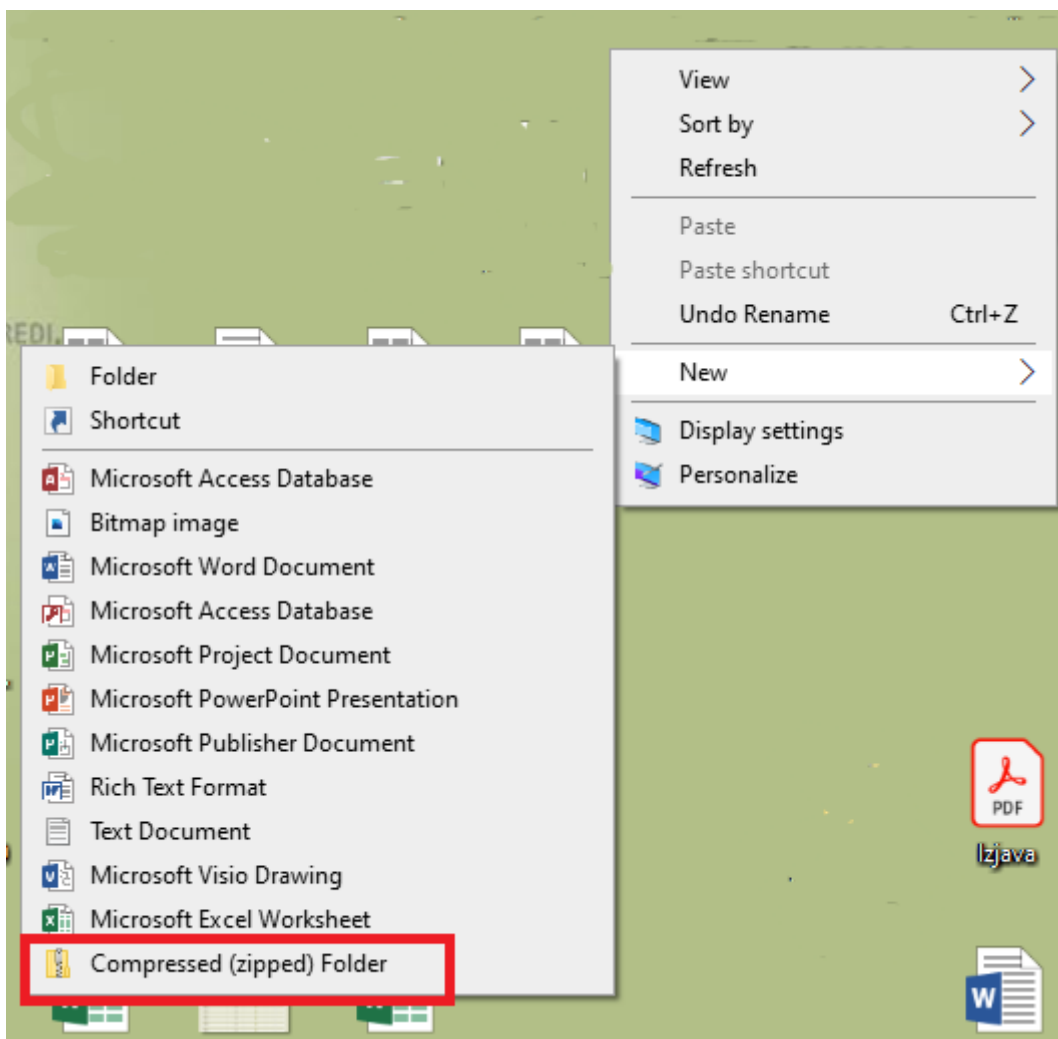 View
Sort by
Refresh
Paste
Paste shortcut
Undo Rename Ctrl+Z
New
Display settings
Personalize
REDI.
Folder
Shortcut
Microsoft Access Database
Bitmap image
Microsoft Word Document
Microsoft Access Database
Microsoft Project Document
Microsoft PowerPoint Presentation
Microsoft Publisher Document
Rich Text Format
Text Document
Microsoft Visio Drawing
Microsoft Excel Worksheet
Compressed (zipped) Folder
PDF
Izjava
W